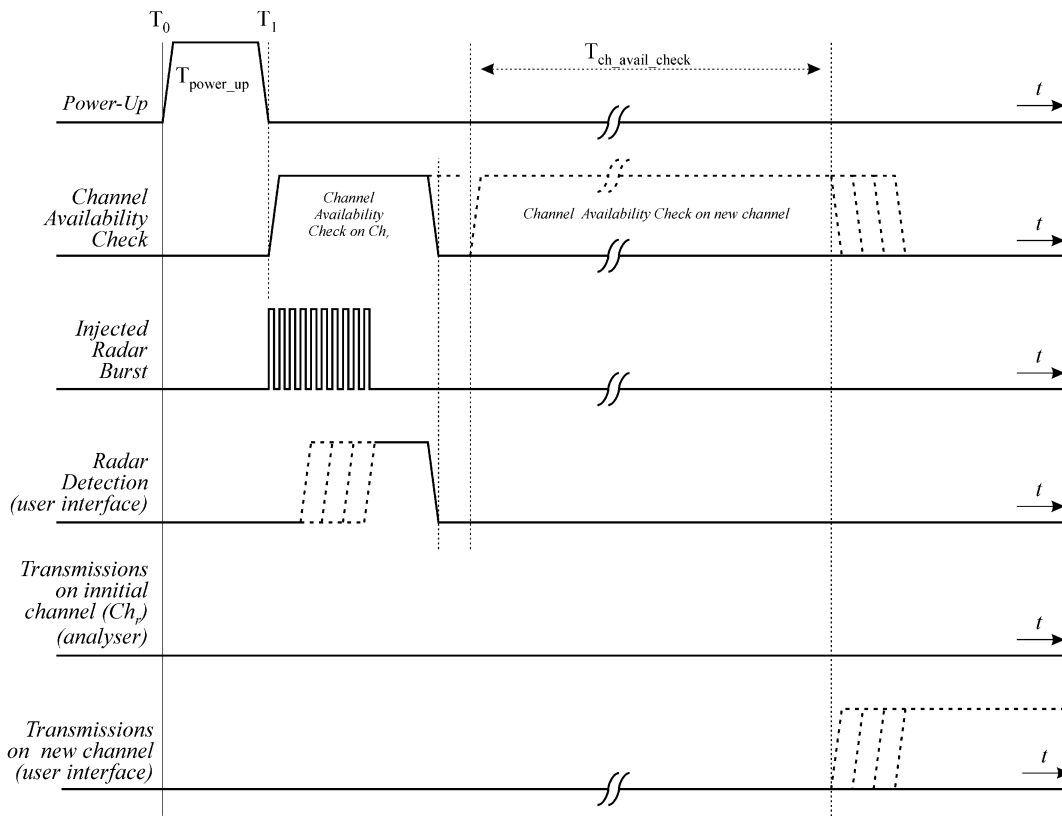 T0 T1
Tpower_up
Tch_avail_check
Power-Up
t
Channel
Availability
Check
Channel
Availability
Check on Chr
Channel Availability Check on new channel
t
Injected
Radar
Burst
t
Radar
Detection
(user interface)
t
Transmissions
on innitial
channel (Chr)
(analyser)
t
Transmissions
on new channel
(user interface)
t